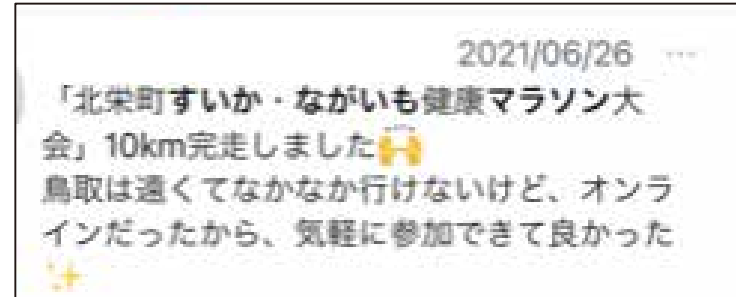 2021/06/26 …
「北栄町すいか・ながいも健康マラソン大
会」10km完走しました🙌
鳥取は遠くてなかなか行けないけど、オンラ
インだったから、気軽に参加できて良かった
✨